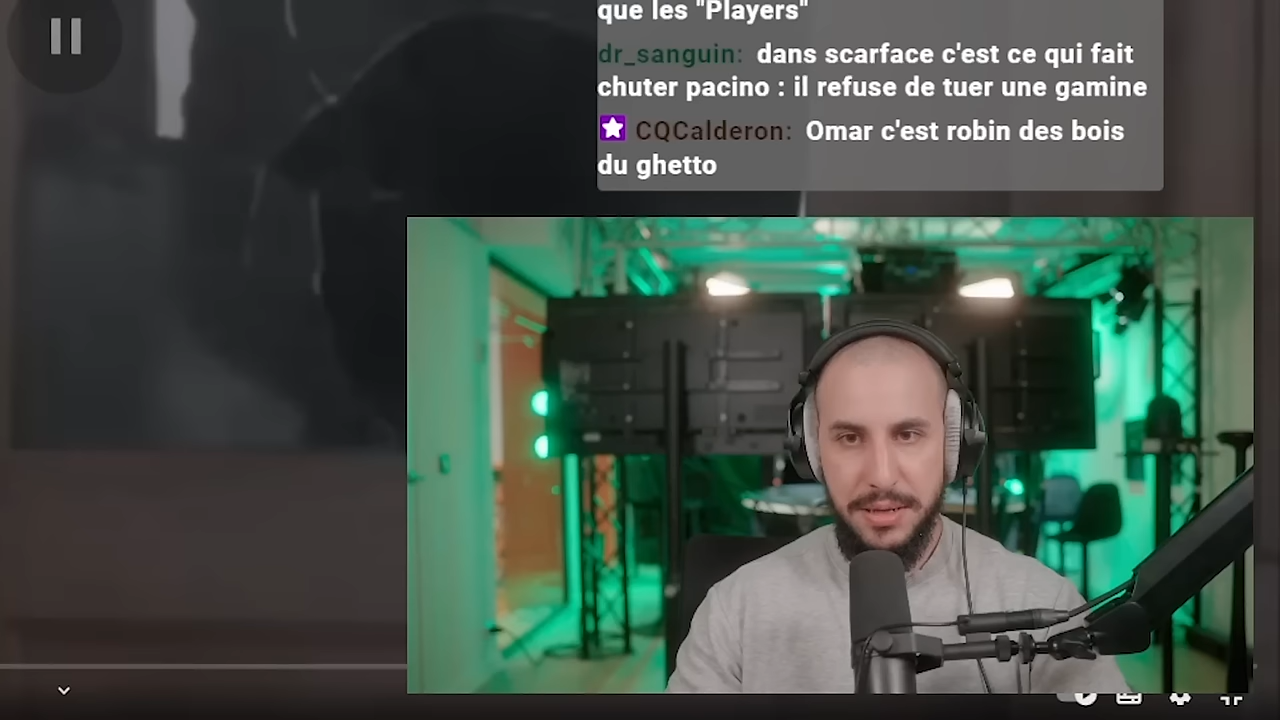 que les "Players"
dr_sanguin: dans scarface c'est ce qui fait
chuter pacino : il refuse de tuer une gamine
CQCalderon: Omar c'est robin des bois
du ghetto